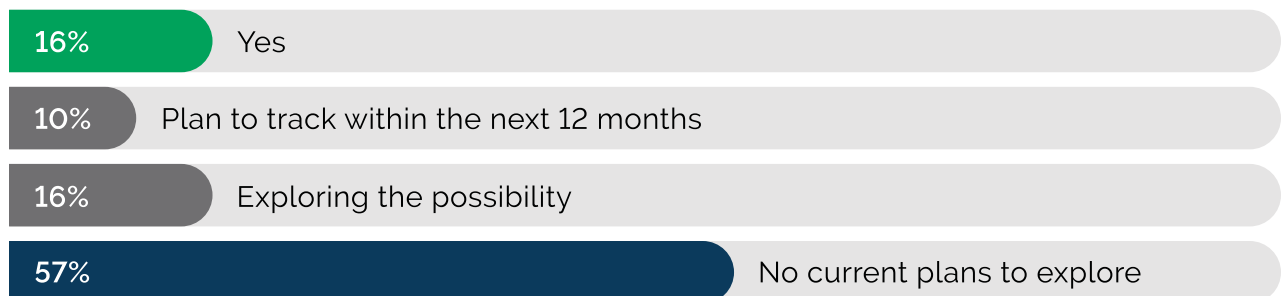 16% Yes
10% Plan to track within the next 12 months
16% Exploring the possibility
57% No current plans to explore